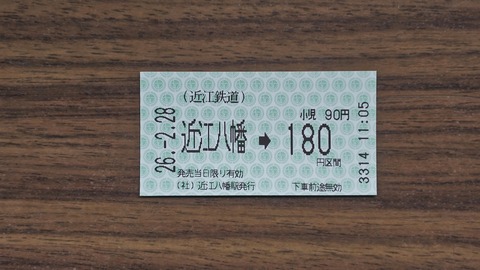 (近江鉄道)
26.-2.28
小児 90円
近江八幡 ➡ 180
円区間
発売当日限り有効
(社) 近江八幡駅発行
下車前途無効
3314 11:05